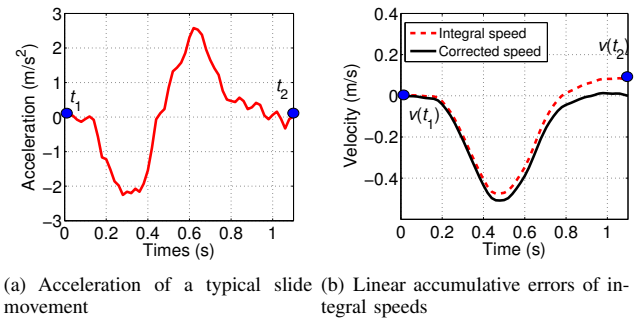 3
2
1
0
−1
−2
−3
Acceleration (m/s²)
t₁
t₂
0 0.2 0.4 0.6 0.8 1
Times (s)
0.4
0.2
0
−0.2
−0.4
Velocity (m/s)
Integral speed
Corrected speed
v(t₁)
v(t₂)
0 0.2 0.4 0.6 0.8 1
Time (s)
(a) Acceleration of a typical slide movement
(b) Linear accumulative errors of in-
tegral speeds